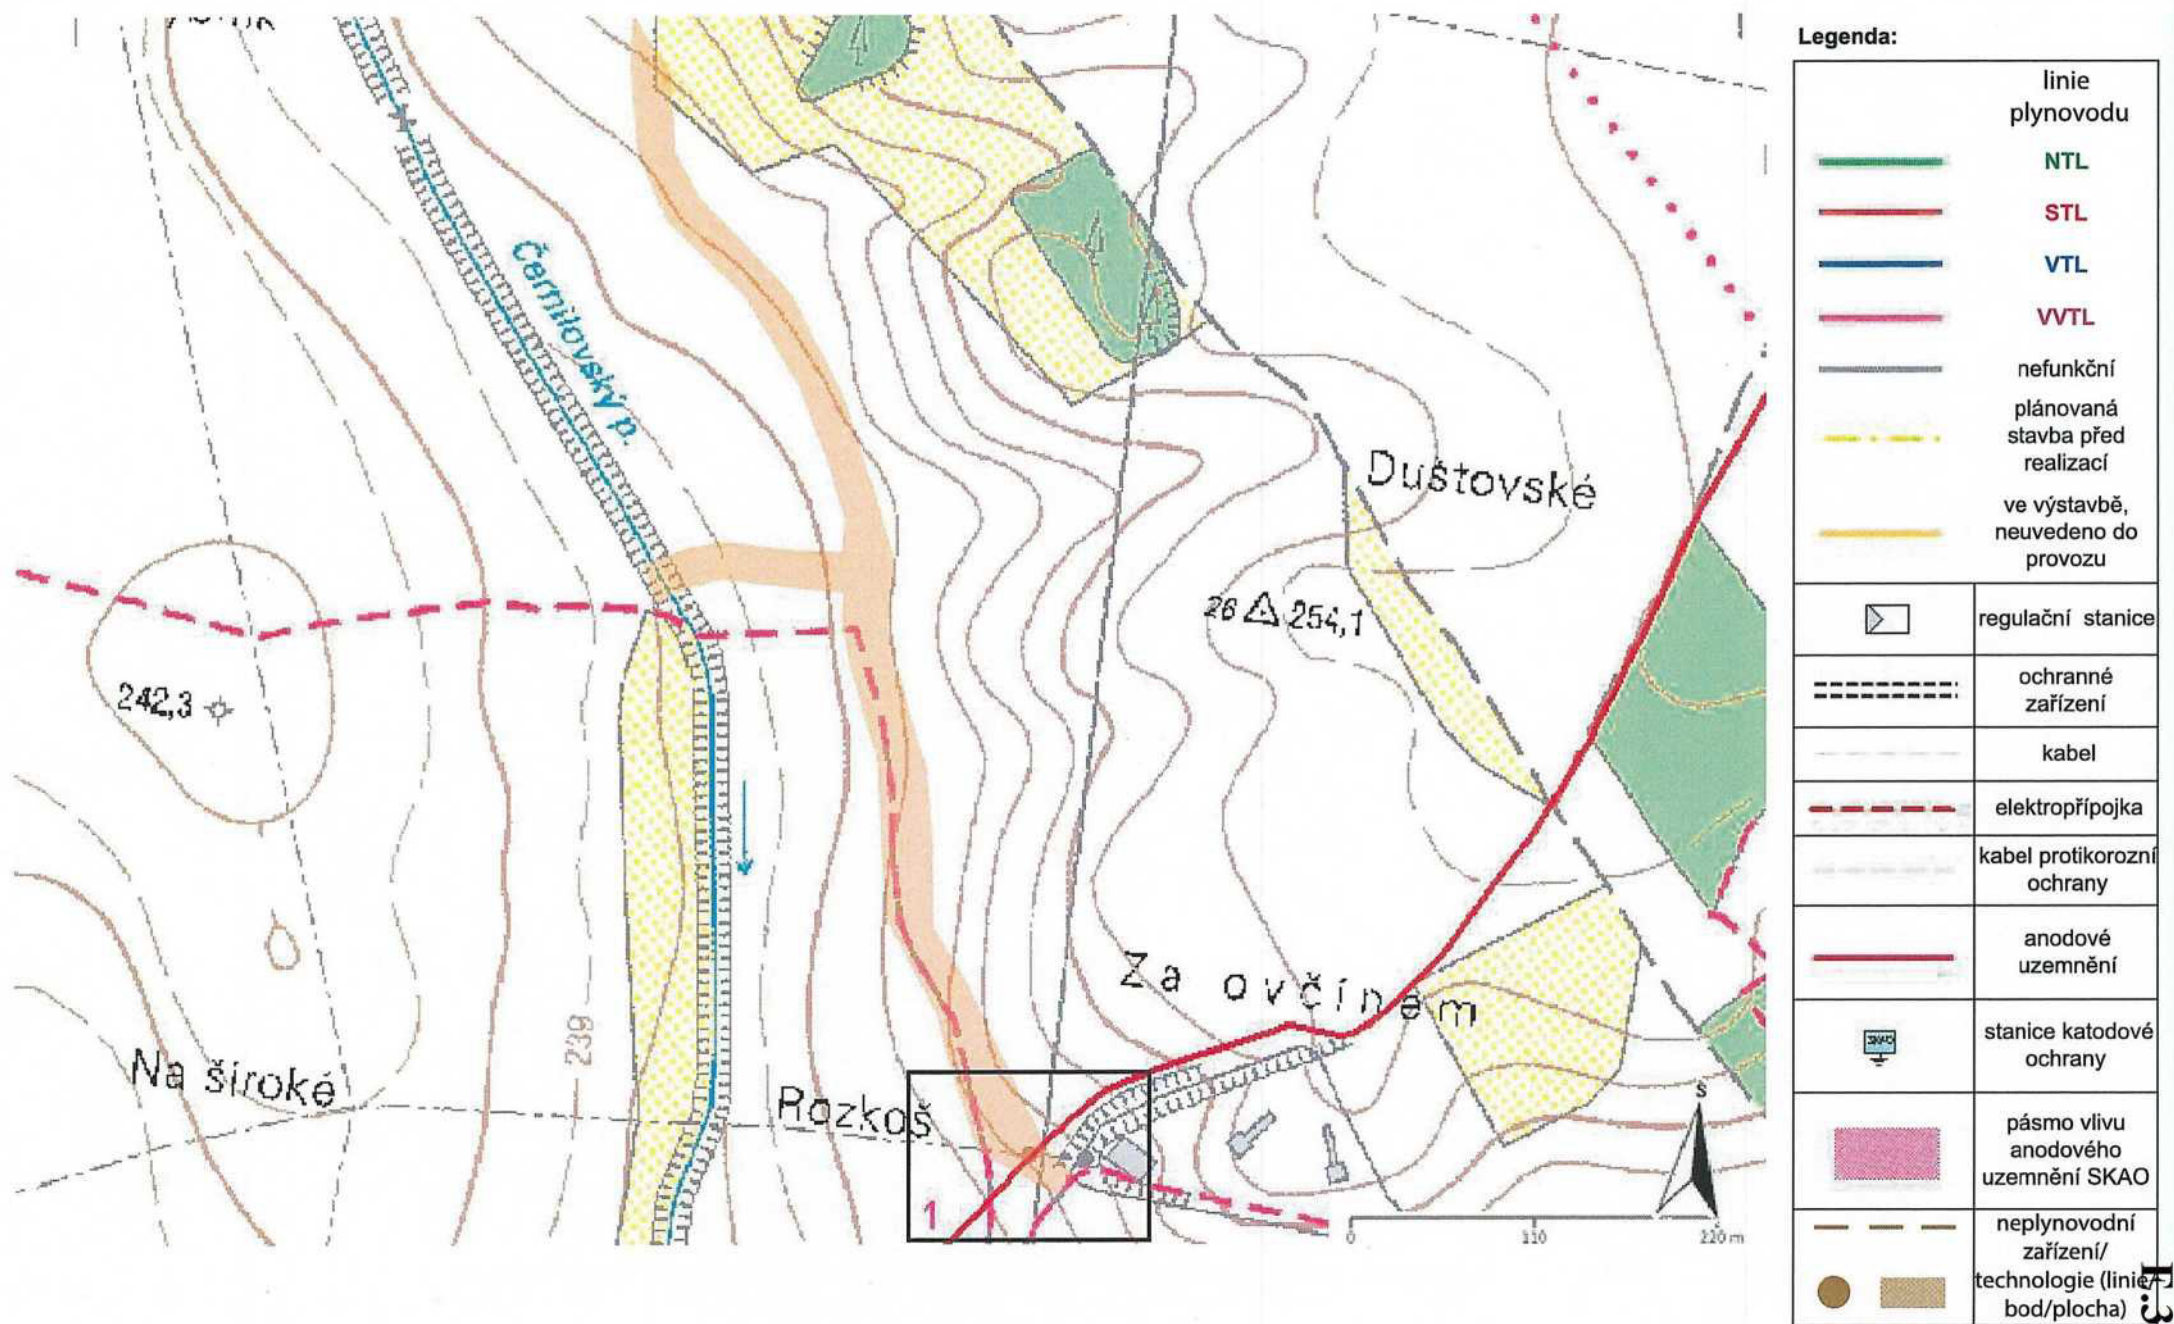 Černilovský p.
Duštovské
26 254,1
242,3
Za ovčínem
239
Na široké
Rozkoš
1
S
0 110 220 m
Legenda:
linie
plynovodu
NTL
STL
VTL
VVTL
nefunkční
plánovaná
stavba před
realizací
ve výstavbě,
neuvedeno do
provozu
regulační stanice
ochranné
zařízení
kabel
elektropřípojka
kabel protikorozní
ochrany
anodové
uzemnění
SKAO
stanice katodové
ochrany
pásmo vlivu
anodového
uzemnění SKAO
neplynovodní
zařízení/
technologie (linie/
bod/plocha)
E.3